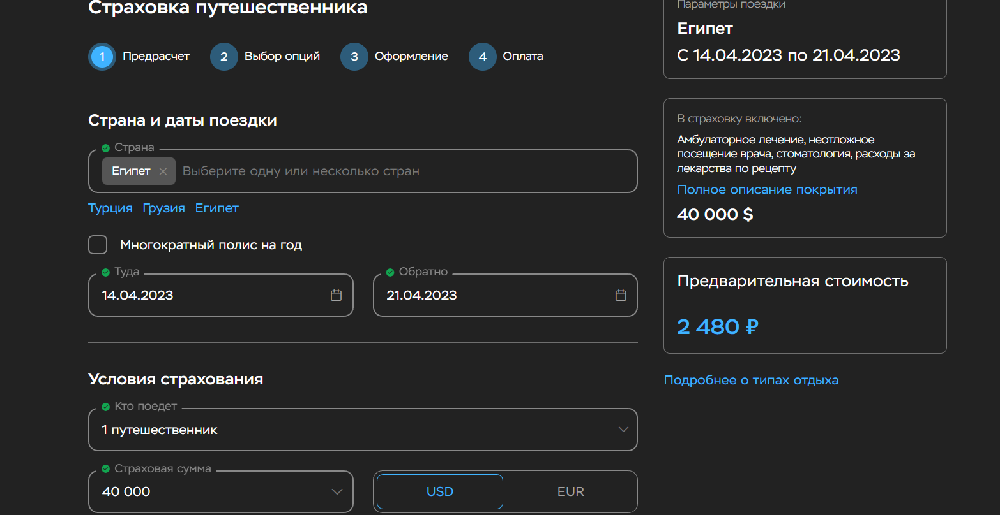 Страховка путешественника
1 Предрасчет 2 Выбор опций 3 Оформление 4 Оплата
Страна и даты поездки
Страна
Египет Выберите одну или несколько стран
Турция Грузия Египет
Многократный полис на год
Туда
14.04.2023
Обратно
21.04.2023
Условия страхования
Кто поедет
1 путешественник
Страховая сумма
40 000
USD EUR
Параметры поездки
Египет
С 14.04.2023 по 21.04.2023
В страховку включено:
Амбулаторное лечение, неотложное
посещение врача, стоматология, расходы за
лекарства по рецепту
Полное описание покрытия
40 000 $
Предварительная стоимость
2 480 ₽
Подробнее о типах отдыха